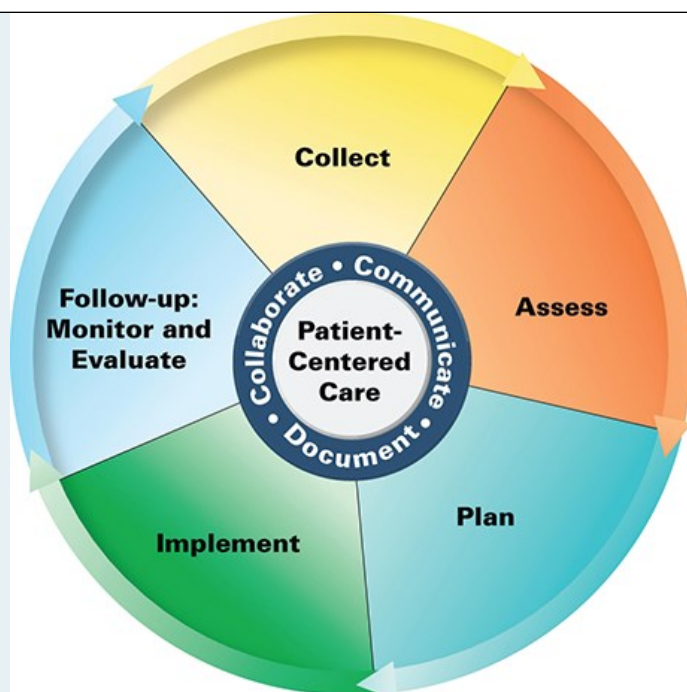 Collect
Assess
Plan
Implement
Follow-up:
Monitor and
Evaluate
Collaborate • Communicate • Document •
Patient-
Centered
Care